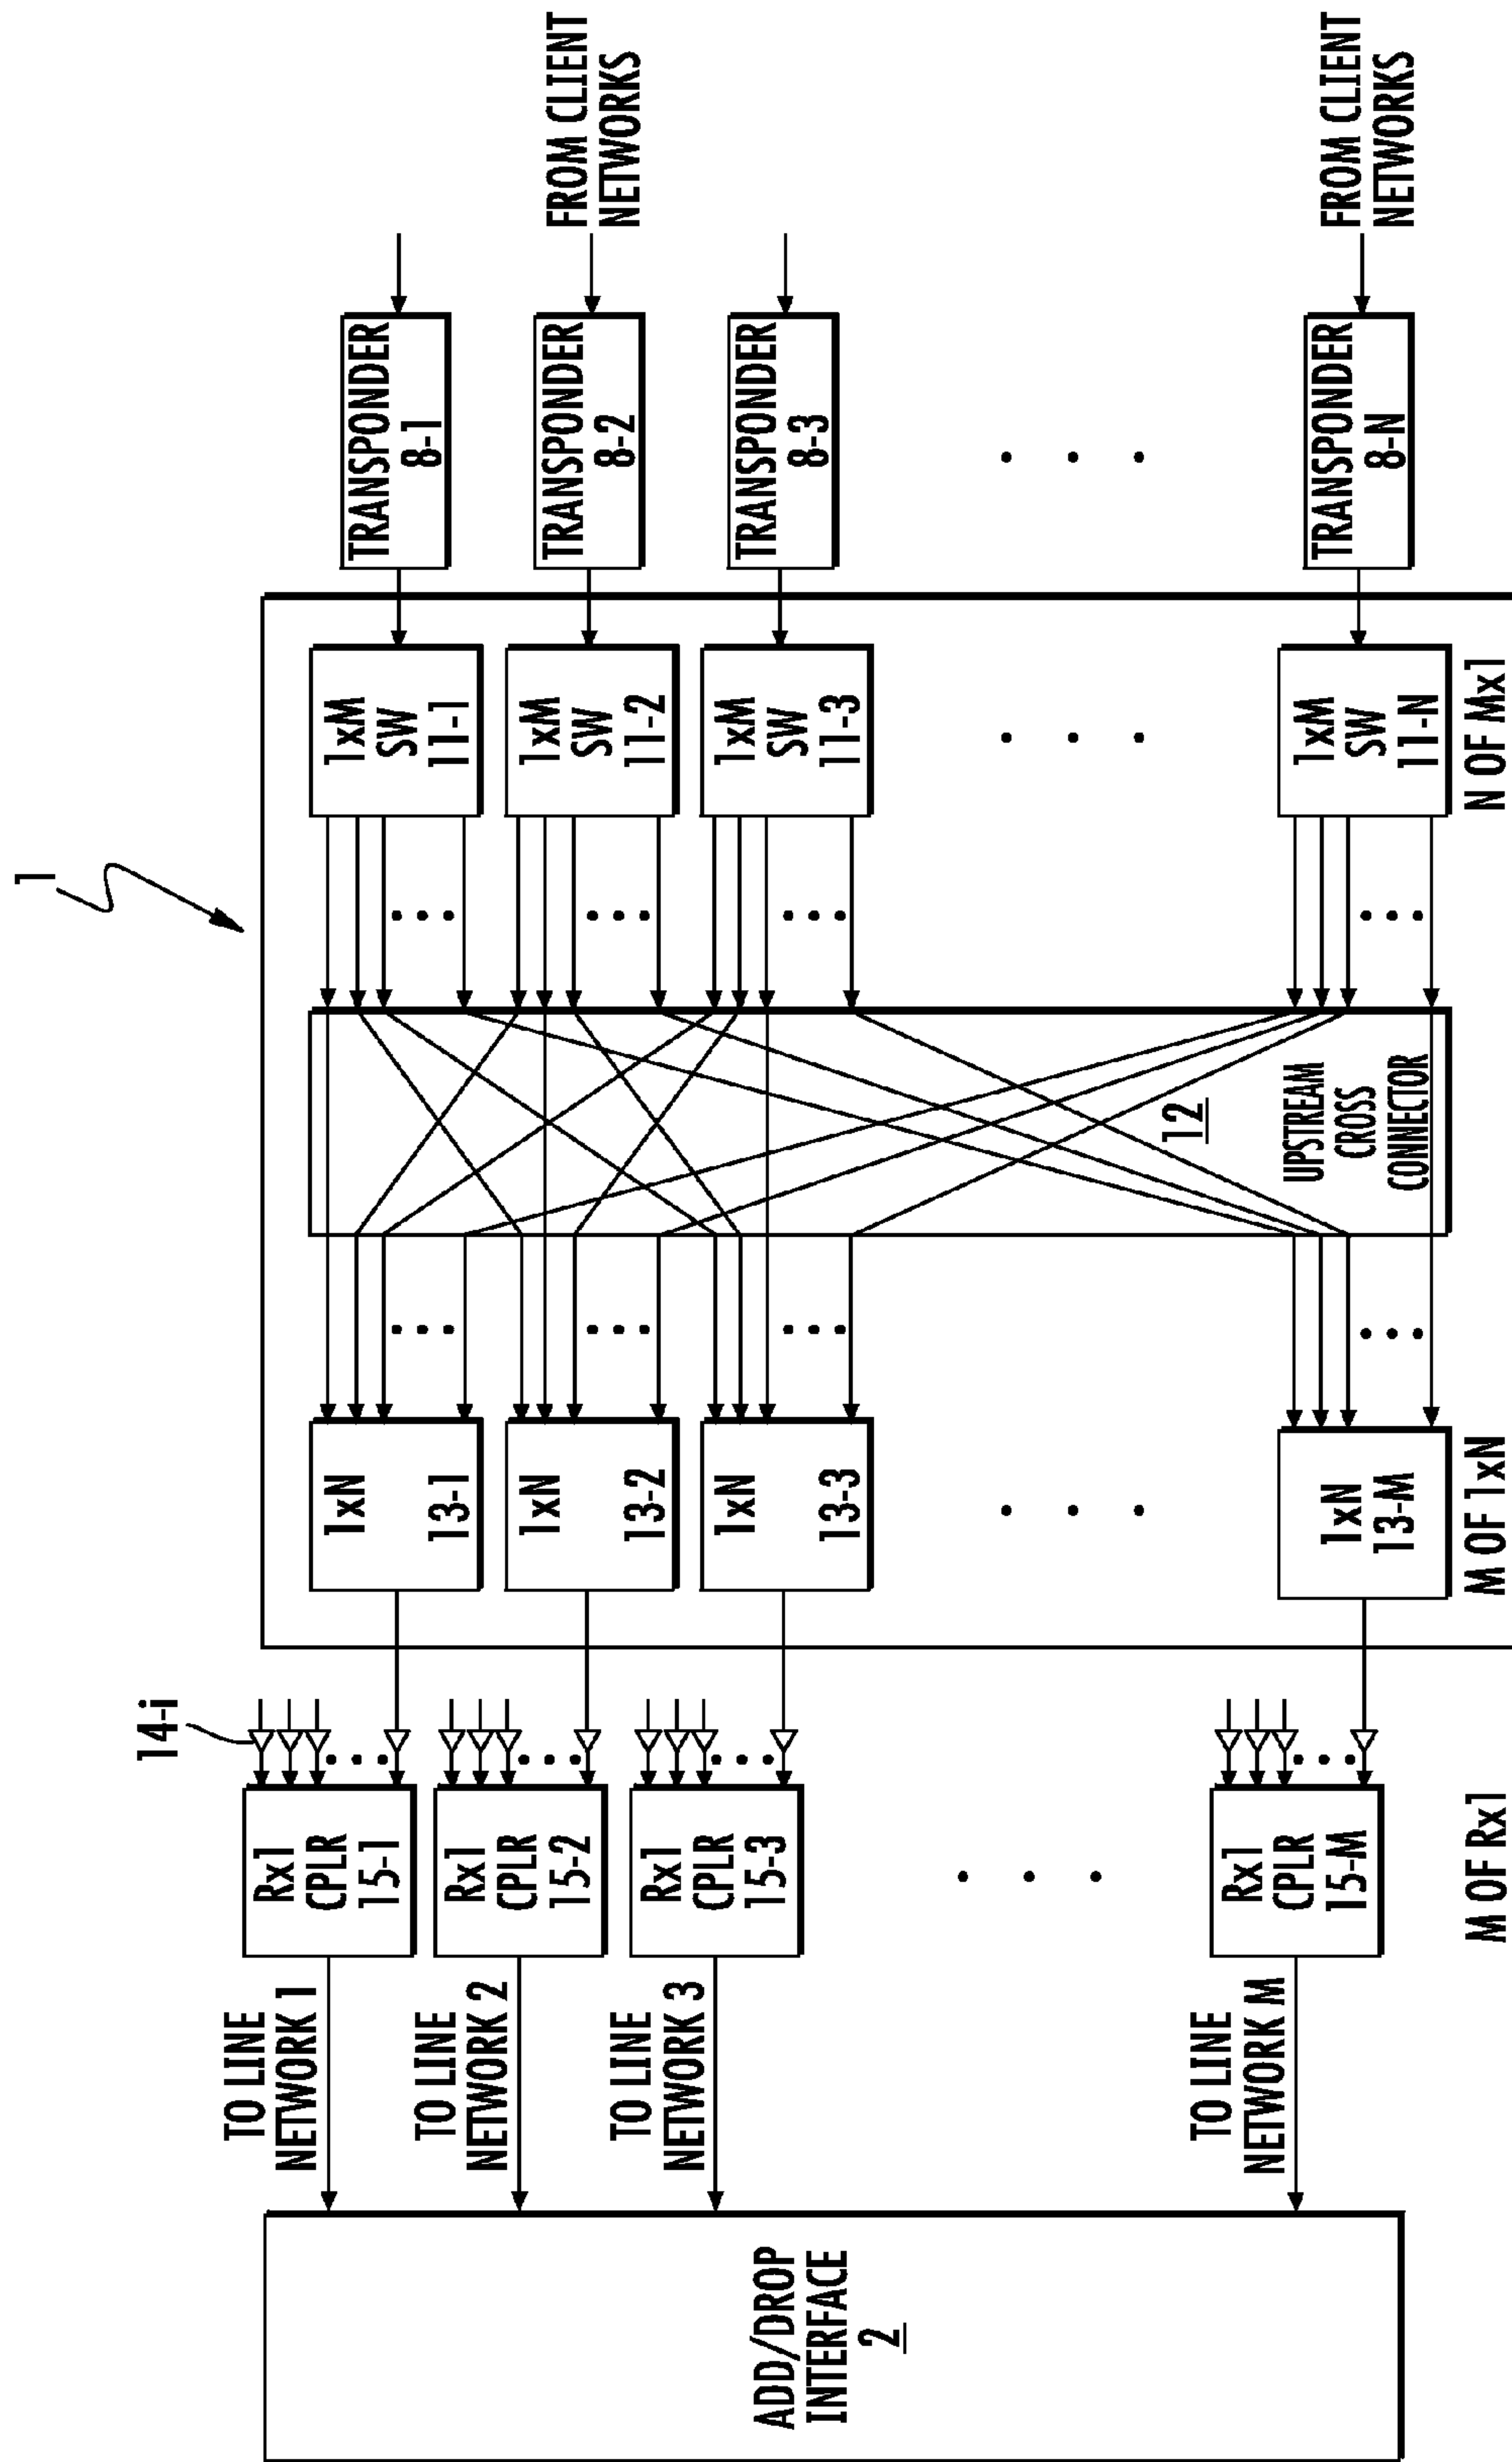 1
FROM CLIENT
NETWORKS
FROM CLIENT
NETWORKS
TRANSPONDER
8-1
TRANSPONDER
8-2
TRANSPONDER
8-3
TRANSPONDER
8-N
1xM
SW
11-1
1xM
SW
11-2
1xM
SW
11-3
1xM
SW
11-N
N OF Mx1
12
UPSTREAM
CROSS
CONNECTOR
1xN
13-1
1xN
13-2
1xN
13-3
1xN
13-M
M OF 1xN
14-i
Rx1
CPLR
15-1
Rx1
CPLR
15-2
Rx1
CPLR
15-3
Rx1
CPLR
15-M
M OF Rx1
TO LINE
NETWORK 1
TO LINE
NETWORK 2
TO LINE
NETWORK 3
TO LINE
NETWORK M
ADD/DROP
INTERFACE
2